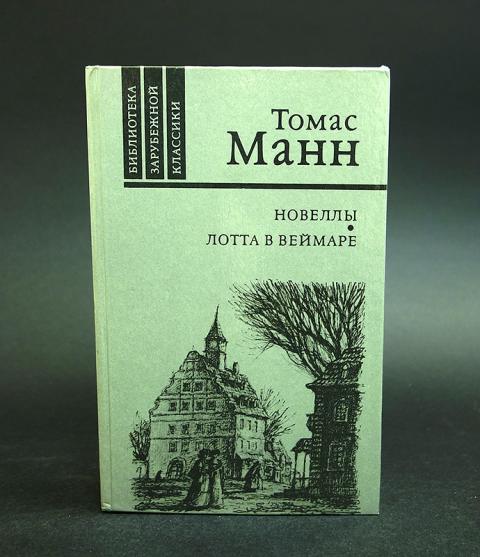 БИБЛИОТЕКА
ЗАРУБЕЖНОЙ
КЛАССИКИ
Томас
Манн
НОВЕЛЛЫ
•
ЛОТТА В ВЕЙМАРЕ